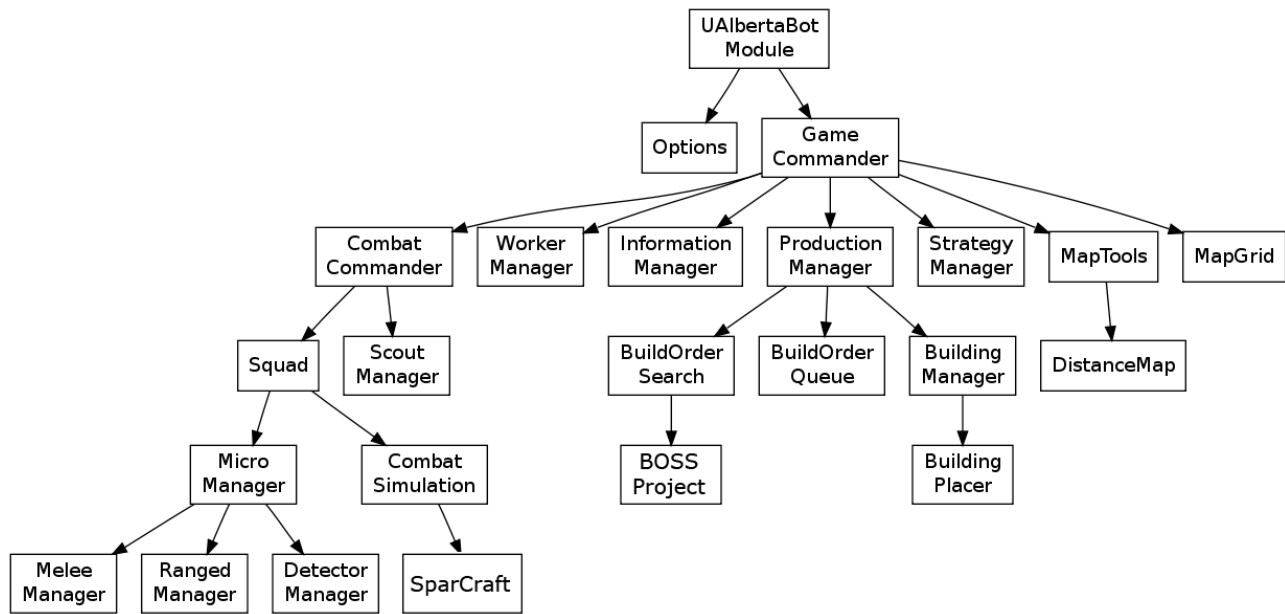 UAlbertaBot
Module
Options
Game
Commander
Combat
Commander
Worker
Manager
Information
Manager
Production
Manager
Strategy
Manager
MapTools
MapGrid
Squad
Scout
Manager
BuildOrder
Search
BuildOrder
Queue
Building
Manager
DistanceMap
Micro
Manager
Combat
Simulation
BOSS
Project
Building
Placer
Melee
Manager
Ranged
Manager
Detector
Manager
SparCraft